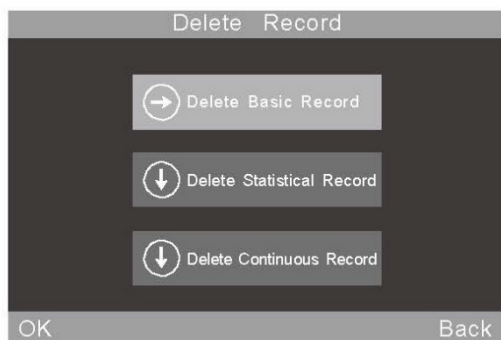 Delete Record
Delete Basic Record
Delete Statistical Record
Delete Continuous Record
OK
Back